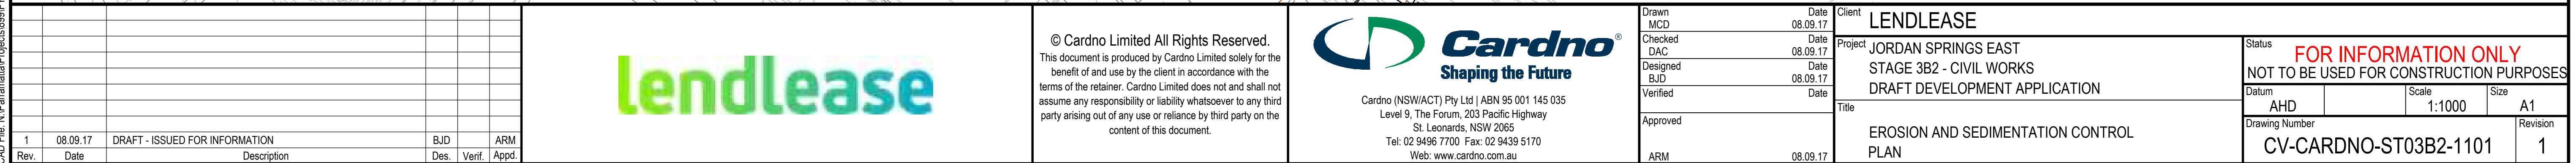 CAD File: N:\Parramatta\Projects\899\F
1 08.09.17 DRAFT - ISSUED FOR INFORMATION BJD ARM
Rev. Date Description Des. Verif. Appd.
lendlease
© Cardno Limited All Rights Reserved.
This document is produced by Cardno Limited solely for the
benefit of and use by the client in accordance with the
terms of the retainer. Cardno Limited does not and shall not
assume any responsibility or liability whatsoever to any third
party arising out of any use or reliance by third party on the
content of this document.
Cardno®
Shaping the Future
Cardno (NSW/ACT) Pty Ltd | ABN 95 001 145 035
Level 9, The Forum, 203 Pacific Highway
St. Leonards, NSW 2065
Tel: 02 9496 7700 Fax: 02 9439 5170
Web: www.cardno.com.au
Drawn Date
MCD 08.09.17
Checked Date
DAC 08.09.17
Designed Date
BJD 08.09.17
Verified Date
Approved
ARM 08.09.17
Client LENDLEASE
Project JORDAN SPRINGS EAST
STAGE 3B2 - CIVIL WORKS
DRAFT DEVELOPMENT APPLICATION
Title
EROSION AND SEDIMENTATION CONTROL
PLAN
Status
FOR INFORMATION ONLY
NOT TO BE USED FOR CONSTRUCTION PURPOSES
Datum Scale Size
AHD 1:1000 A1
Drawing Number Revision
CV-CARDNO-ST03B2-1101 1